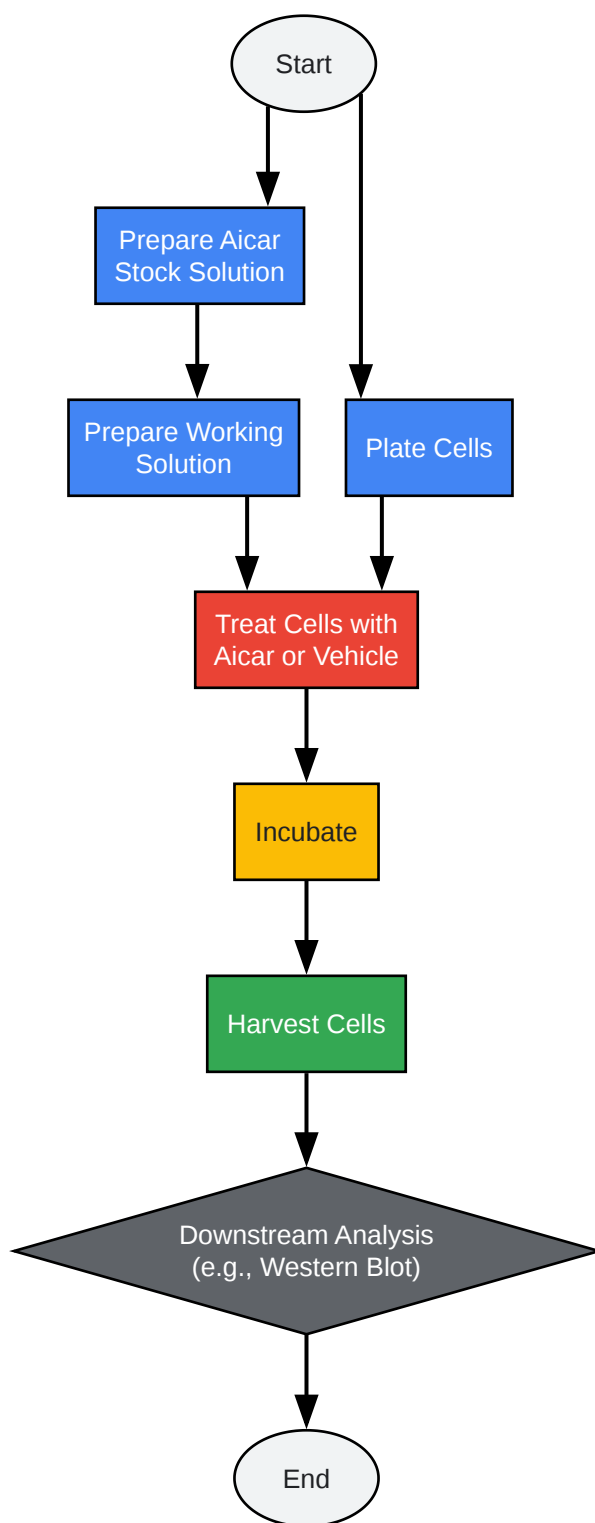 Start
Prepare Aicar
Stock Solution
Prepare Working
Solution
Plate Cells
Treat Cells with
Aicar or Vehicle
Incubate
Harvest Cells
Downstream Analysis
(e.g., Western Blot)
End